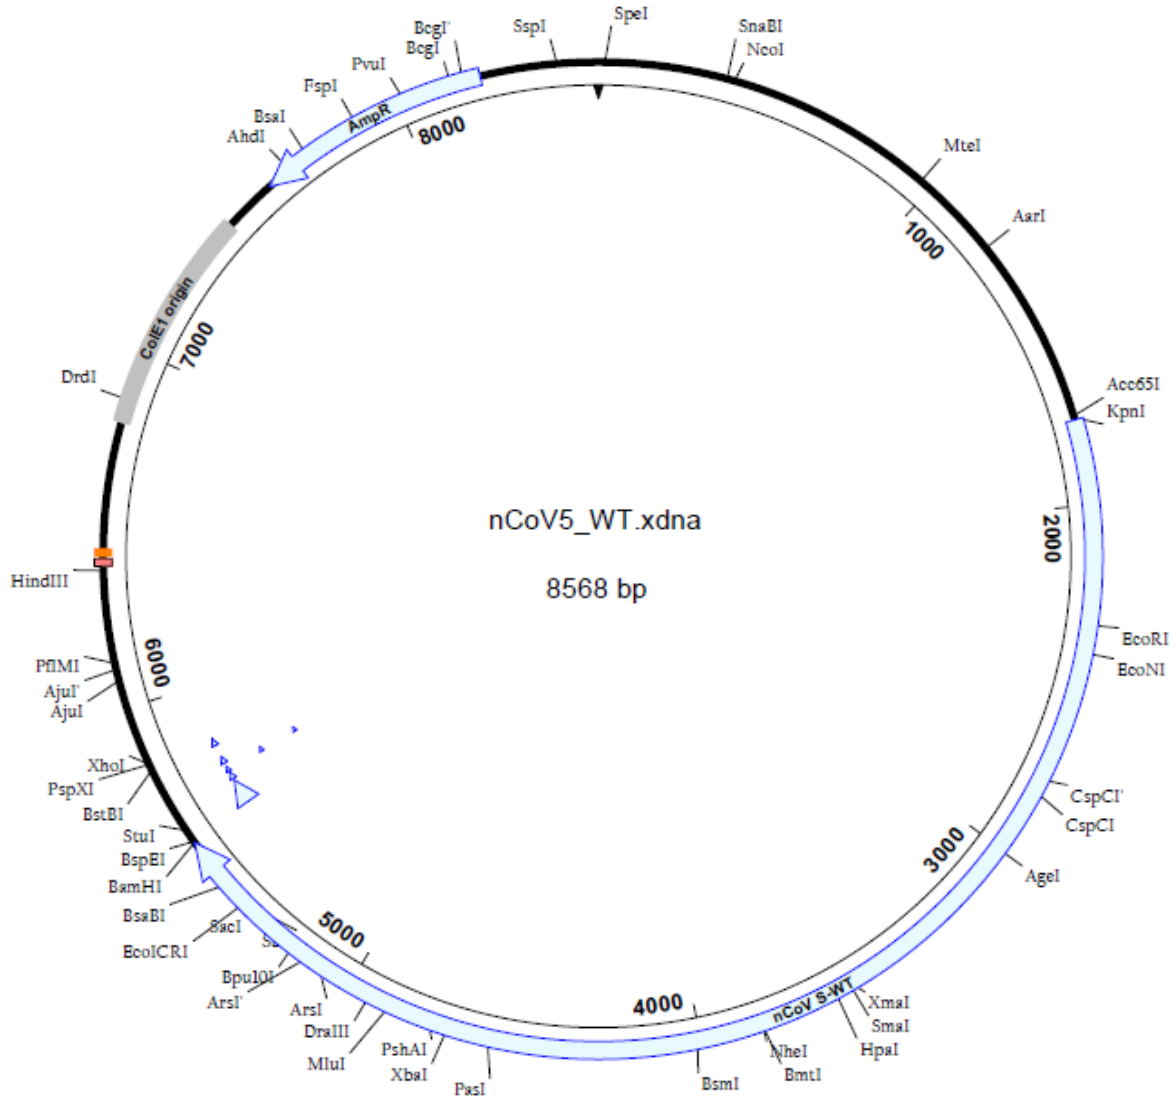 BcgI'
BcgI
SspI
SpeI
SnaBI
NcoI
PvuI
FspI
BsaI
AhdI
AmpR
8000
MteI
AarI
1000
ColE1 origin
7000
DrdI
Acc65I
KpnI
nCoV5_WT.xdna
8568 bp
2000
HindIII
EcoRI
EcoNI
6000
PflMI
AjuI'
AjuI
XhoI
PspXI
BstBI
StuI
BspEI
BamHI
BsaBI
SacI
EcoICRI
Bpu10I
ArsI'
ArsI
DraIII
MluI
PshAI
XbaI
PasI
5000
4000
3000
CspCI'
CspCI
AgeI
nCoV S-WT
XmaI
SmaI
HpaI
NheI
BmtI
BsmI